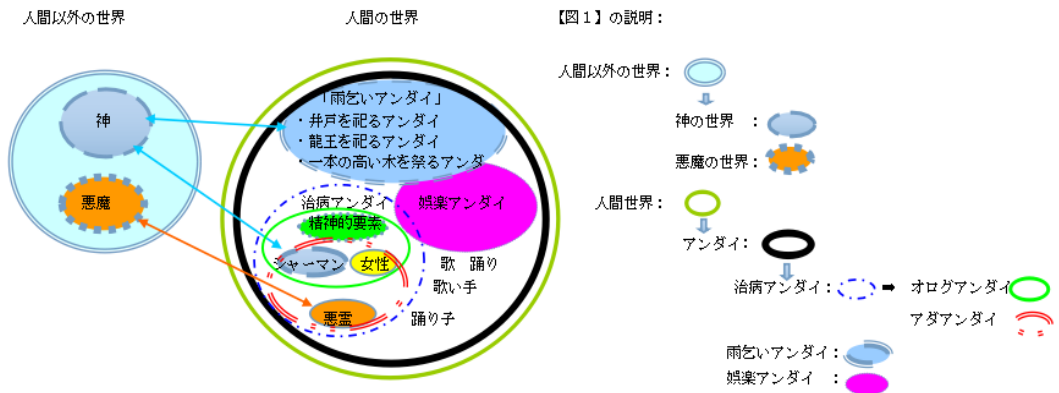 人間以外の世界
人間の世界
【図１】の説明：
神
悪魔
「雨乞いアンダイ」
・井戸を祀るアンダイ
・龍王を祀るアンダイ
・一本の高い水を祭るアンダ
治病アンダイ
娯楽アンダイ
精神的要素
シャーマン
女性
歌　踊り
歌い手
悪霊
踊り子
人間以外の世界：
神の世界　：
悪魔の世界：
人間世界：
アンダイ：
治病アンダイ：　➡　オログアンダイ
アダアンダイ
雨乞いアンダイ：
娯楽アンダイ　：